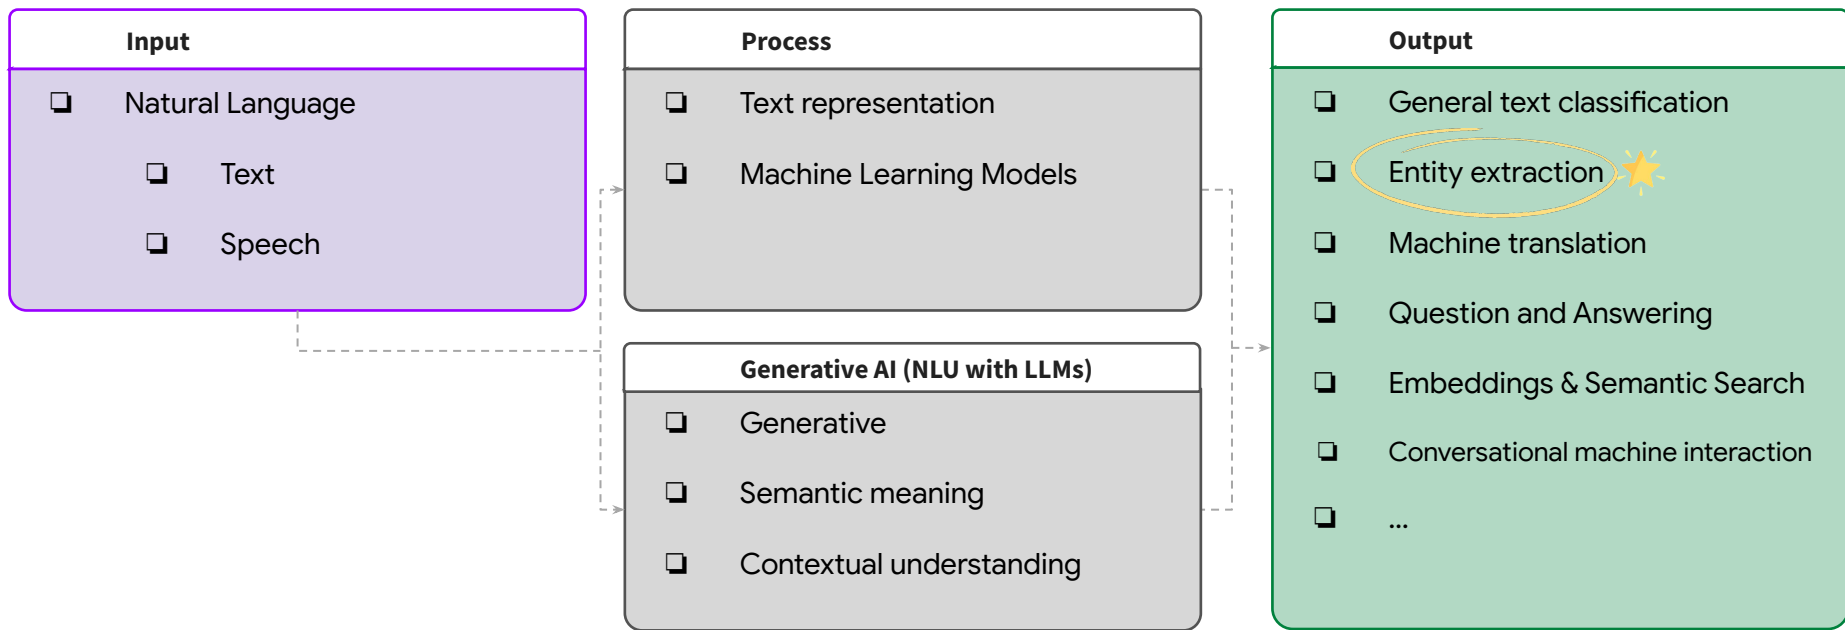 Input
Natural Language
Text
Speech
Process
Text representation
Machine Learning Models
Generative AI (NLU with LLMs)
Generative
Semantic meaning
Contextual understanding
Output
General text classification
Entity extraction
Machine translation
Question and Answering
Embeddings & Semantic Search
Conversational machine interaction
...